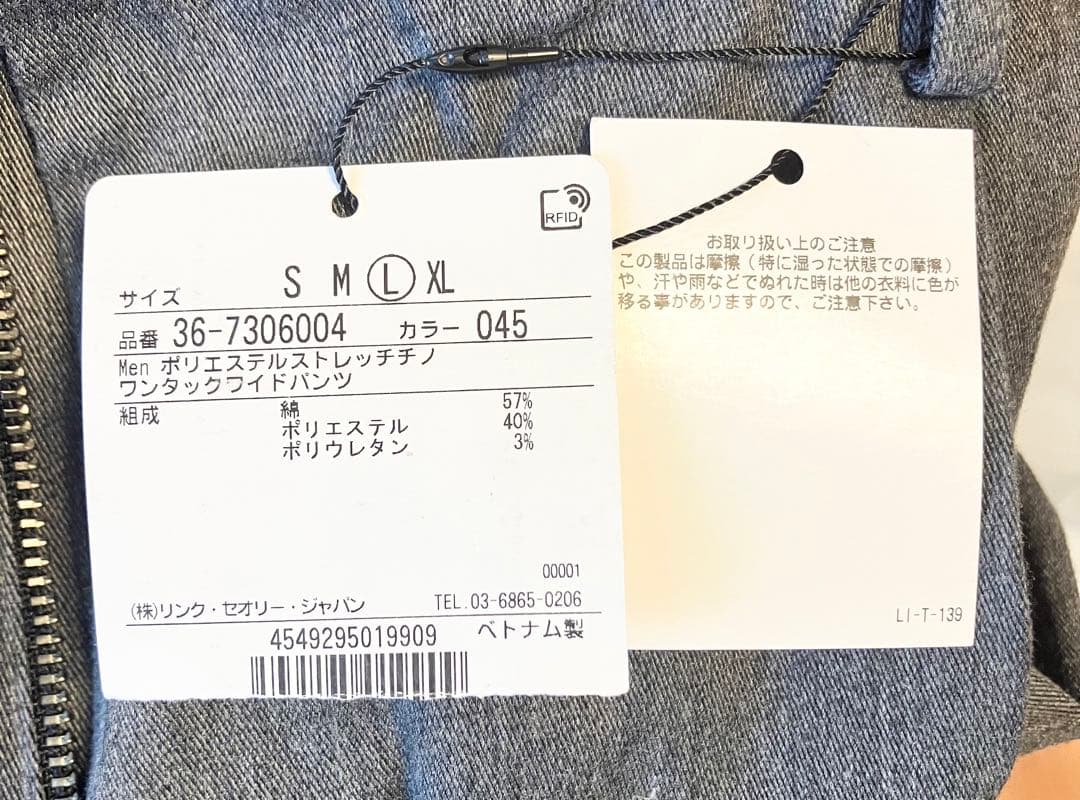 RFID
サイズ S M L XL
品番 36-7306004 カラー 045
Men ポリエステルストレッチチノ
ワンタックワイドパンツ
組成 綿 57%
ポリエステル 40%
ポリウレタン 3%
00001
(株)リンク・セオリー・ジャパン TEL.03-6865-0206
4549295019909 ベトナム製
お取り扱い上のご注意
この製品は摩擦(特に湿った状態での摩擦)
や、汗や雨などでぬれた時は他の衣料に色が
移る事がありますので、ご注意下さい。
LI-T-139